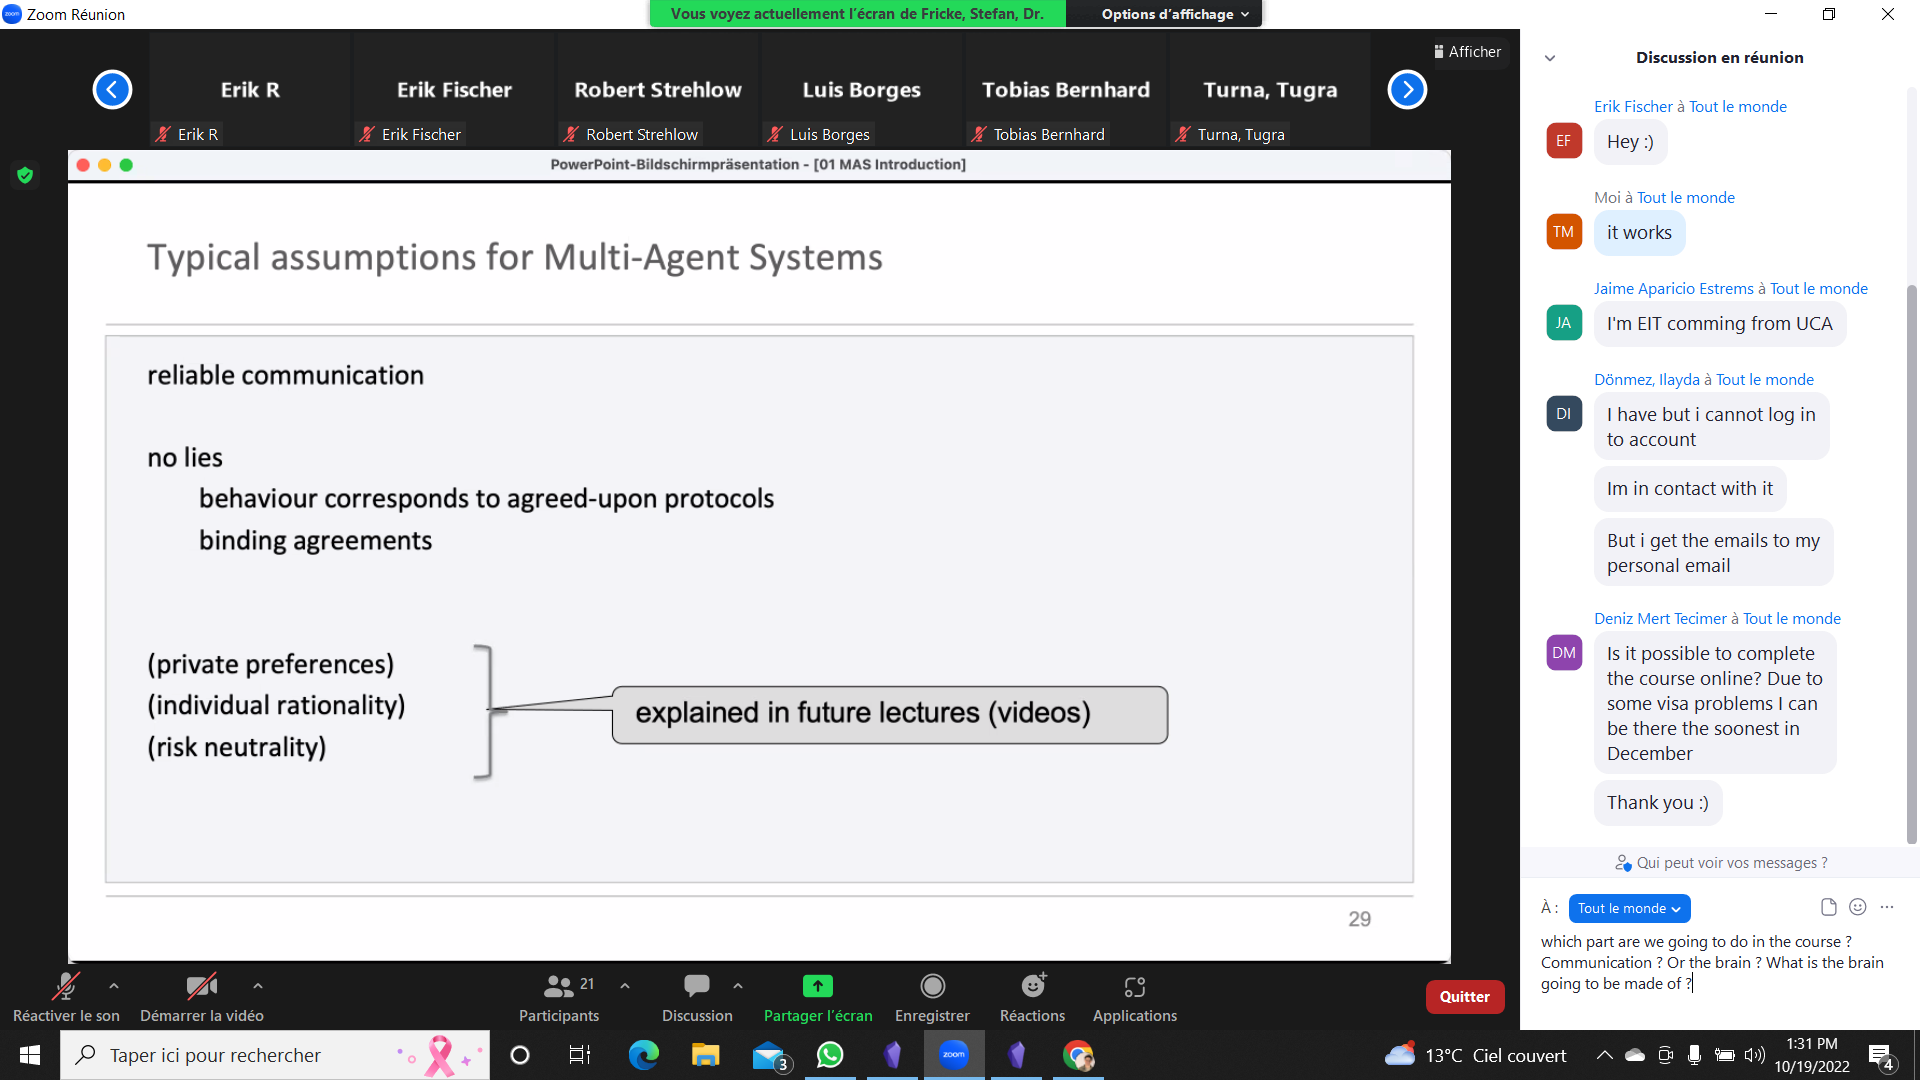 Zoom Réunion
Vous voyez actuellement l'écran de Fricke, Stefan, Dr.
Options d'affichage
Afficher
Erik R
Erik Fischer
Robert Strehlow
Luis Borges
Tobias Bernhard
Turna, Tugra
Erik R
Erik Fischer
Robert Strehlow
Luis Borges
Tobias Bernhard
Turna, Tugra
PowerPoint-Bildschirmpräsentation - [01 MAS Introduction]
Typical assumptions for Multi-Agent Systems
reliable communication
no lies
behaviour corresponds to agreed-upon protocols
binding agreements
(private preferences)
(individual rationality)
(risk neutrality)
explained in future lectures (videos)
29
Discussion en réunion
Erik Fischer à Tout le monde
EF
Hey :)
Moi à Tout le monde
TM
it works
Jaime Aparicio Estrems à Tout le monde
JA
I'm EIT comming from UCA
Dönmez, Ilayda à Tout le monde
DI
I have but i cannot log in
to account
Im in contact with it
But i get the emails to my
personal email
Deniz Mert Tecimer à Tout le monde
DM
Is it possible to complete
the course online? Due to
some visa problems I can
be there the soonest in
December
Thank you :)
Qui peut voir vos messages ?
À :
Tout le monde
which part are we going to do in the course ?
Communication ? Or the brain ? What is the brain
going to be made of ?
Réactiver le son
Démarrer la vidéo
21
Participants
Discussion
Partager l'écran
Enregistrer
Réactions
Applications
Quitter
Taper ici pour rechercher
3
zoom
13°C Ciel couvert
1:31 PM
10/19/2022
4